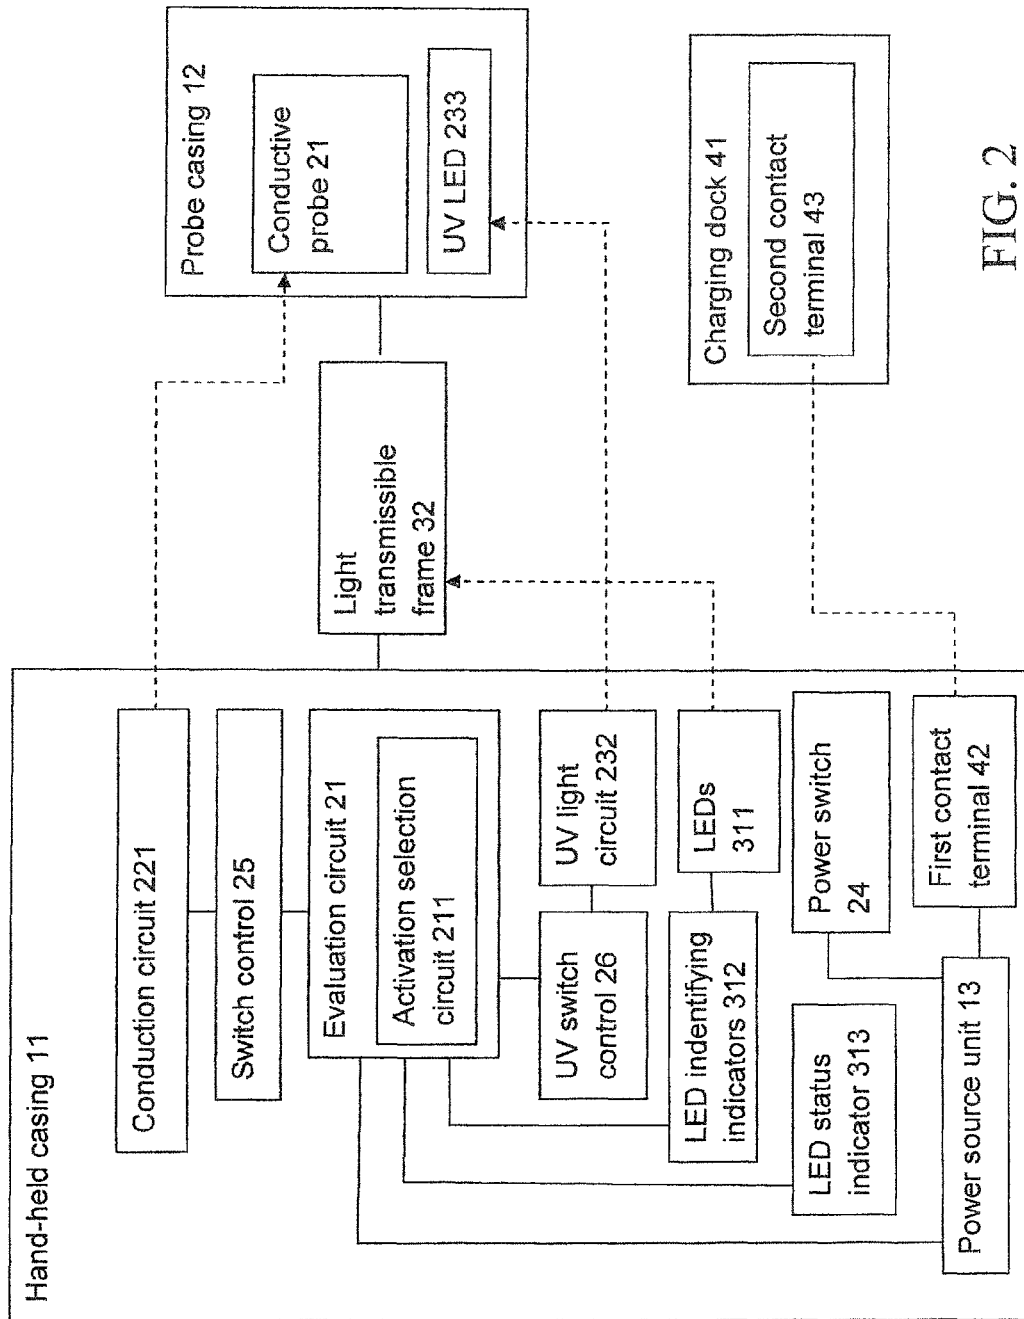 Hand-held casing 11
Conduction circuit 221
Switch control 25
Evaluation circuit 21
Activation selection
circuit 211
UV switch
control 26
UV light
circuit 232
LED indentifying
indicators 312
LEDs
311
LED status
indicator 313
Power switch
24
Power source unit 13
First contact
terminal 42
Light
transmissible
frame 32
Probe casing 12
Conductive
probe 21
UV LED 233
Charging dock 41
Second contact
terminal 43
FIG. 2